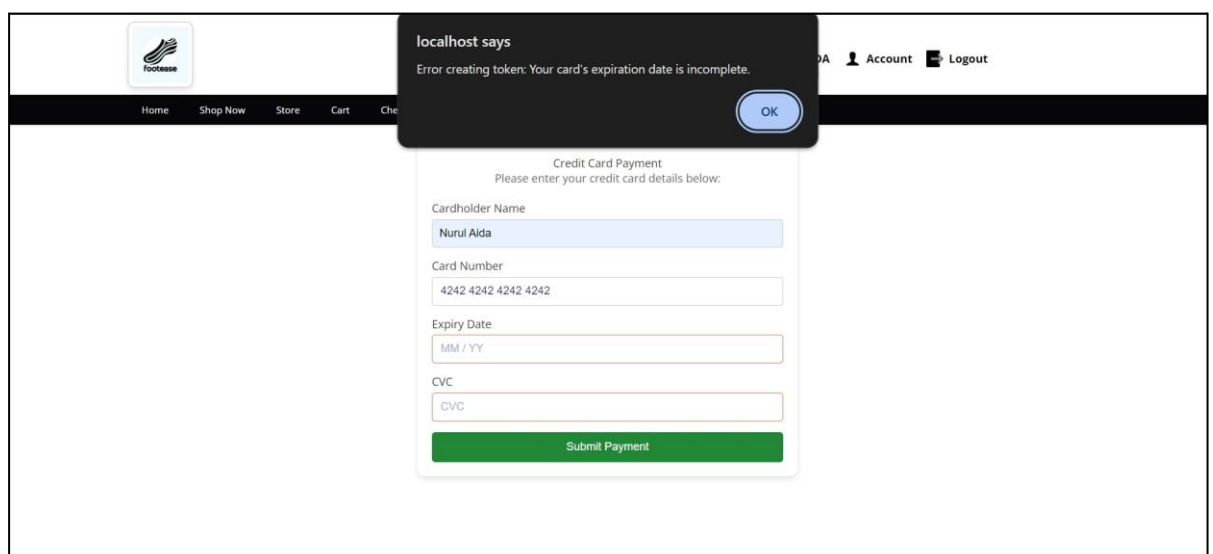 footease
localhost says
Error creating token: Your card's expiration date is incomplete.
OK
Account
Logout
Home
Shop Now
Store
Cart
Credit Card Payment
Please enter your credit card details below:
Cardholder Name
Nurul Aida
Card Number
4242 4242 4242 4242
Expiry Date
MM / YY
CVC
CVC
Submit Payment